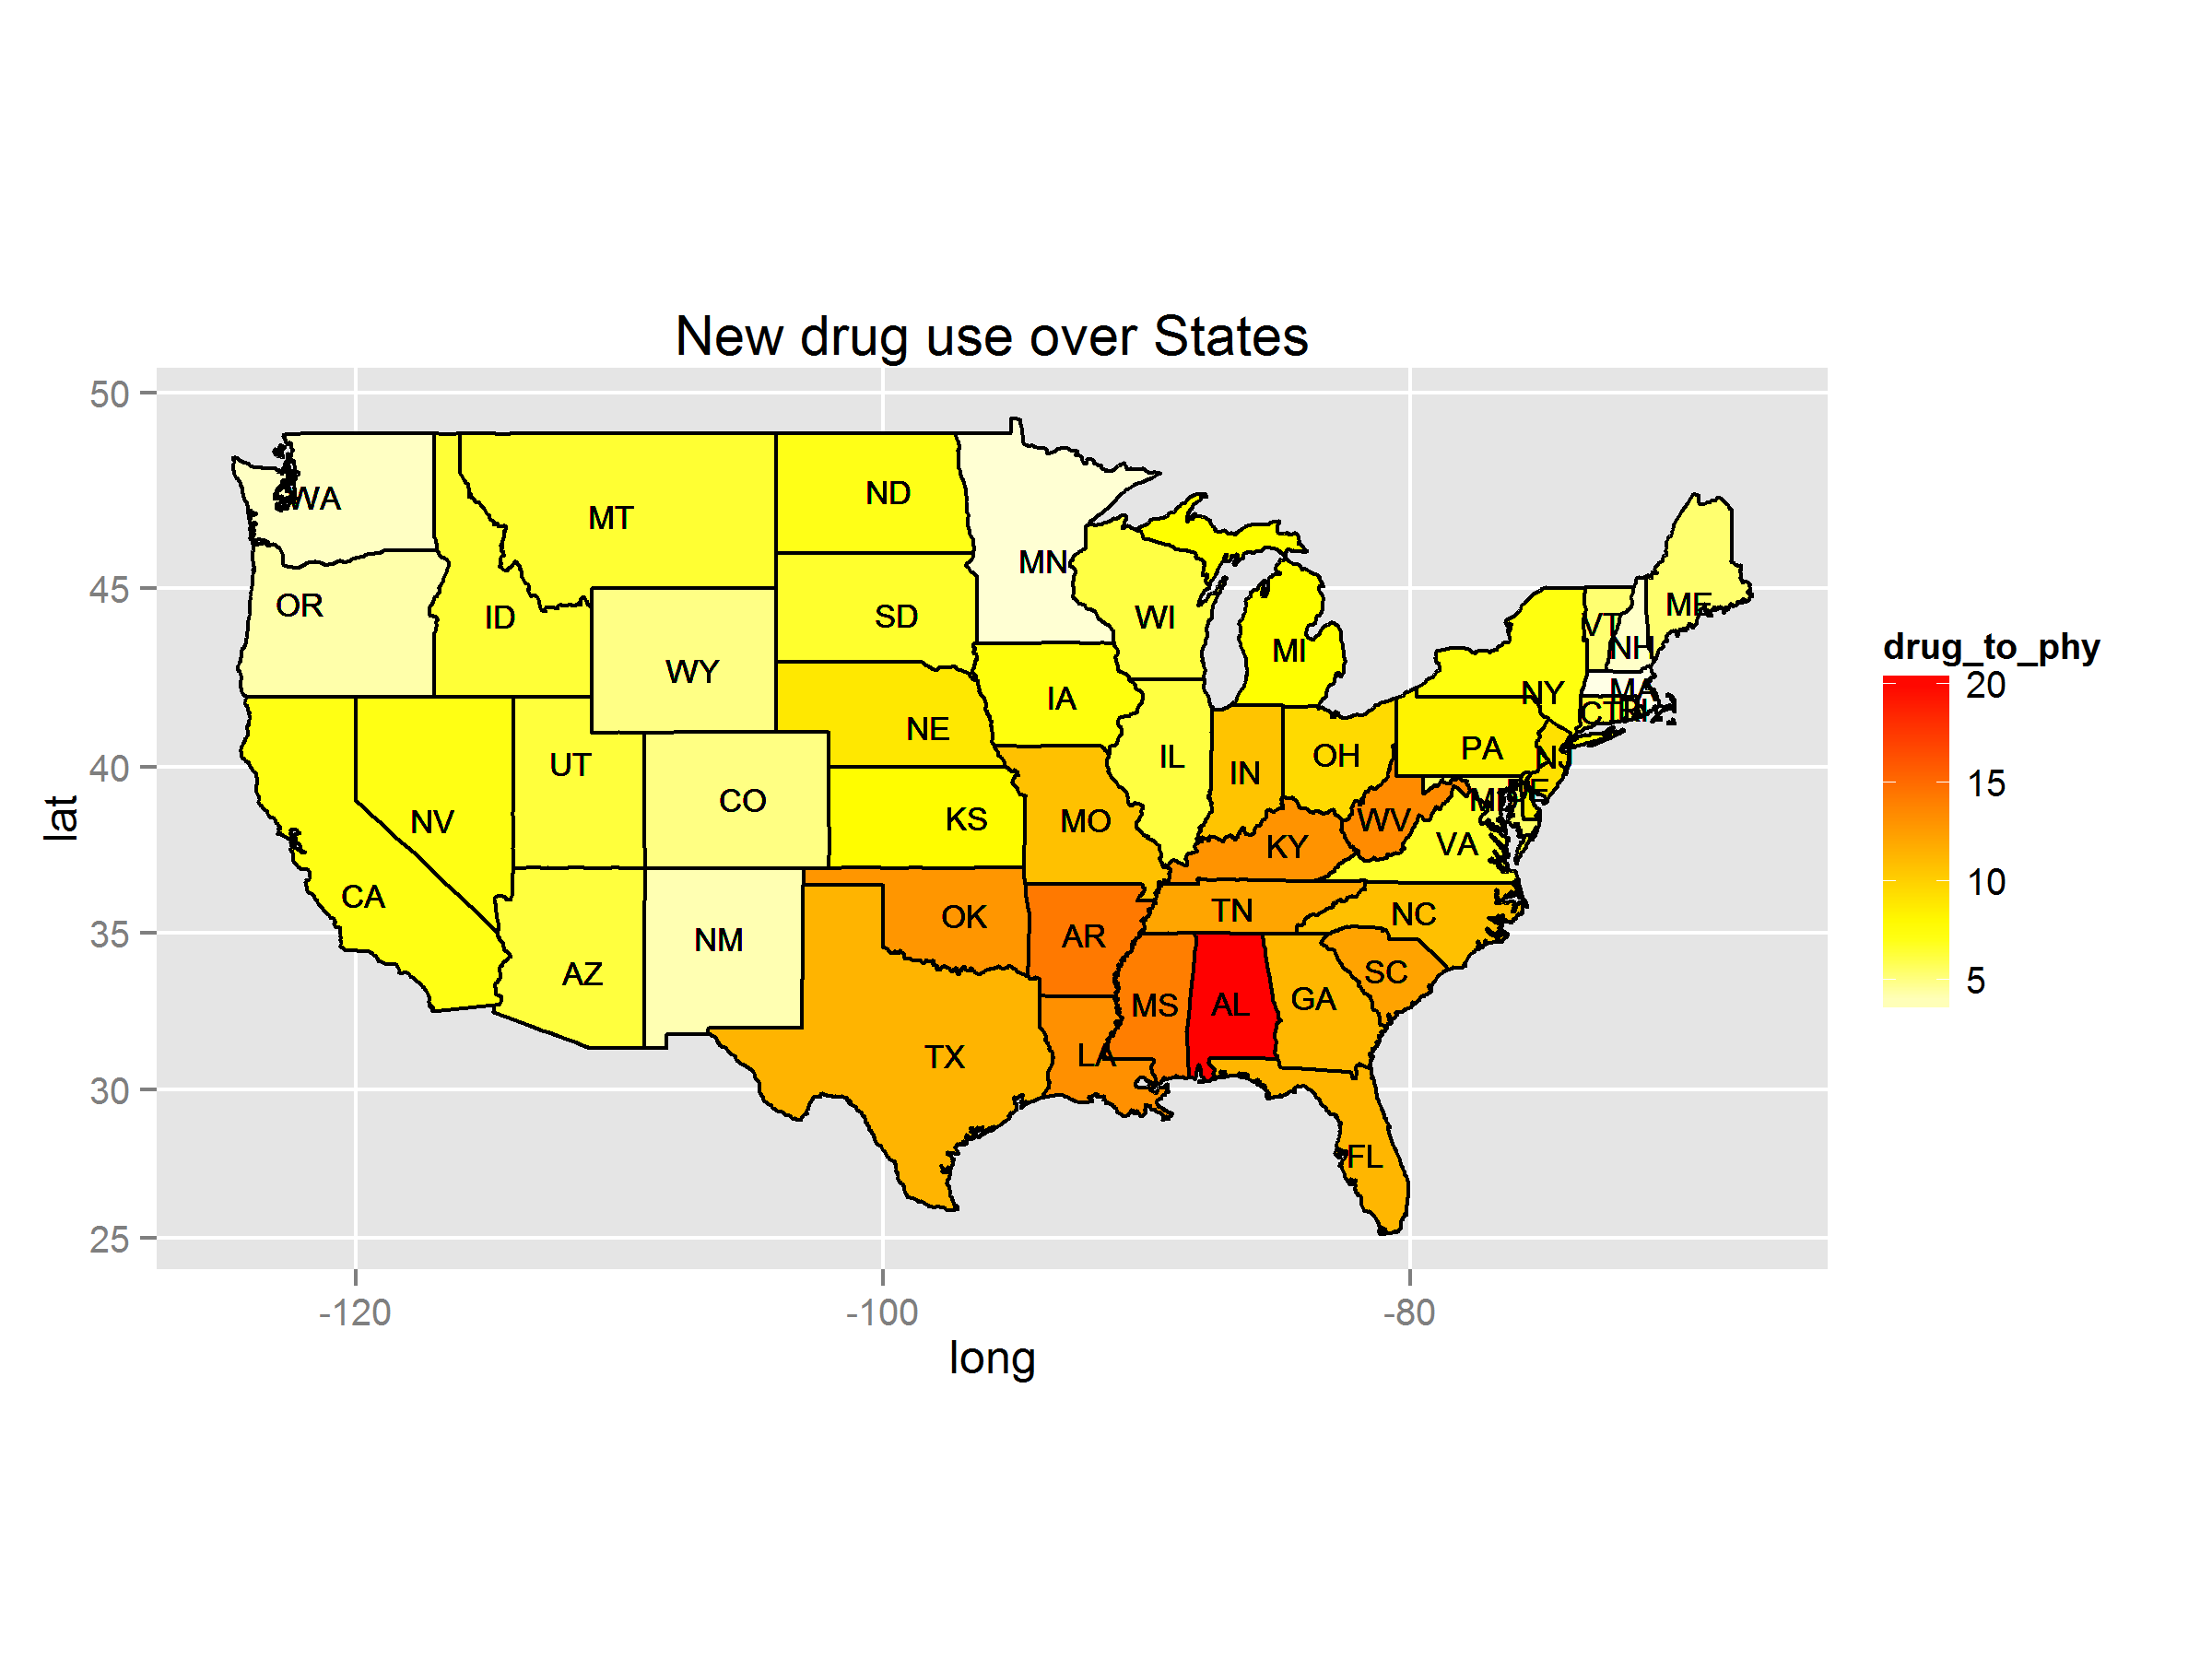 New drug use over States
50
45
40
35
30
25
lat
-120
-100
-80
long
drug_to_phy
20
15
10
5
WA
MT
ND
MN
OR
ID
SD
WI
MI
ME
VT
NH
WY
IA
NE
NY
MA
CT
RI
UT
CO
KS
IL
IN
OH
PA
NJ
NV
MO
KY
WV
MD
DE
VA
CA
AZ
NM
OK
AR
TN
NC
SC
TX
LA
MS
AL
GA
FL